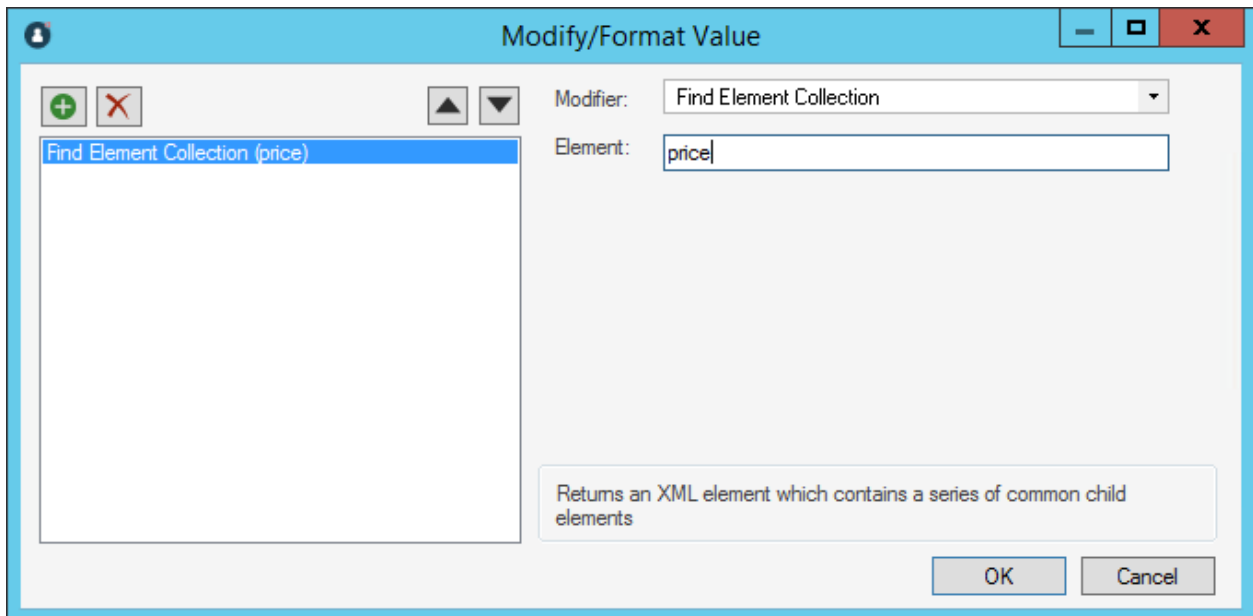 Modify/Format Value
Modifier:
Find Element Collection
Find Element Collection (price)
Element:
price
Returns an XML element which contains a series of common child
elements
OK
Cancel